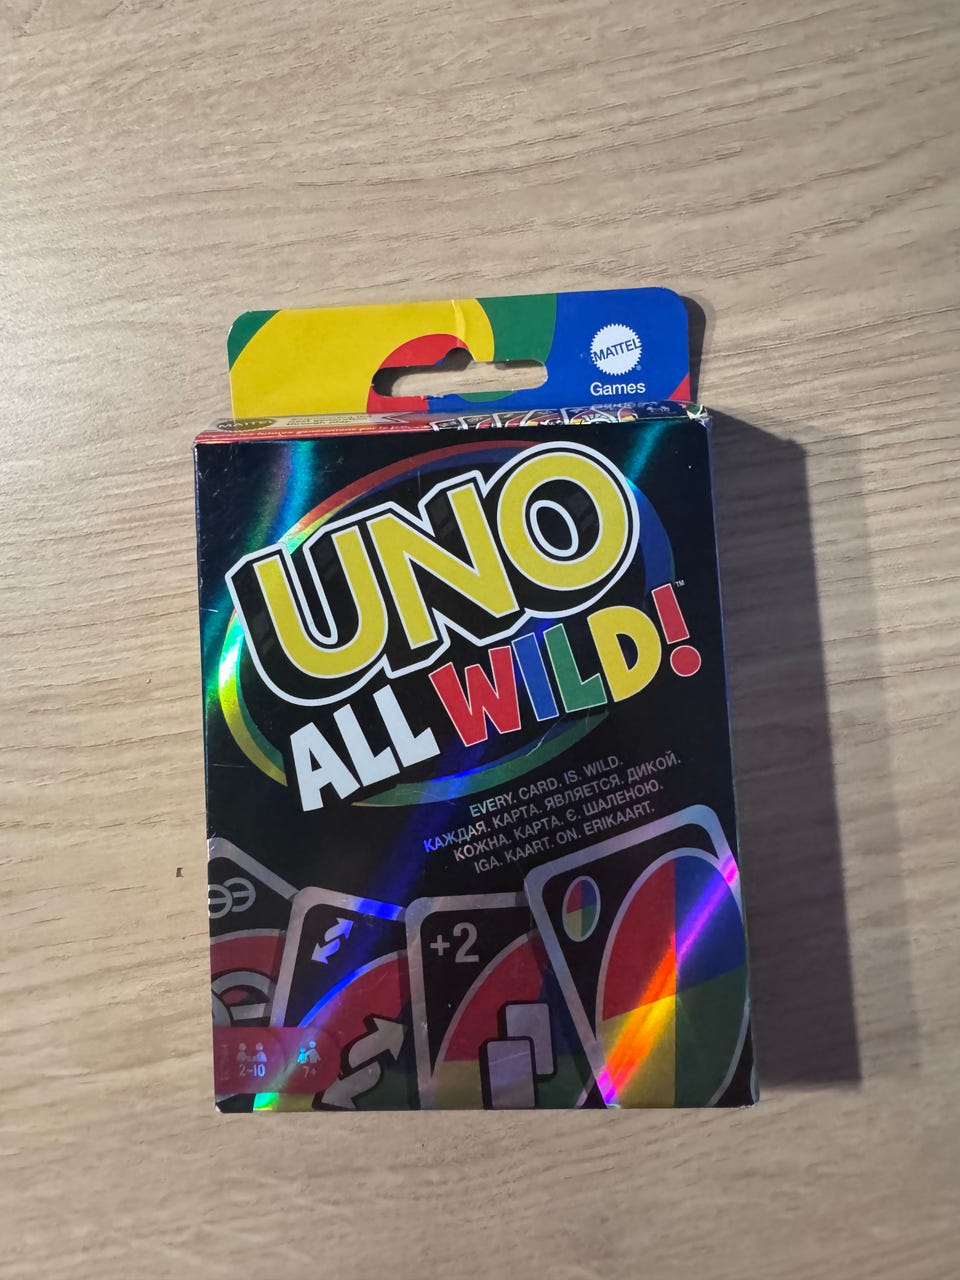 MATTEL
Games
UNO
ALL WILD!™
EVERY. CARD. IS. WILD.
КАЖДАЯ. КАРТА. ЯВЛЯЕТСЯ. ДИКОЙ.
КОЖНА. КАРТА. Є. ШАЛЕНОЮ.
IGA. KAART. ON. ERIKAART.
+2
2-10
7+